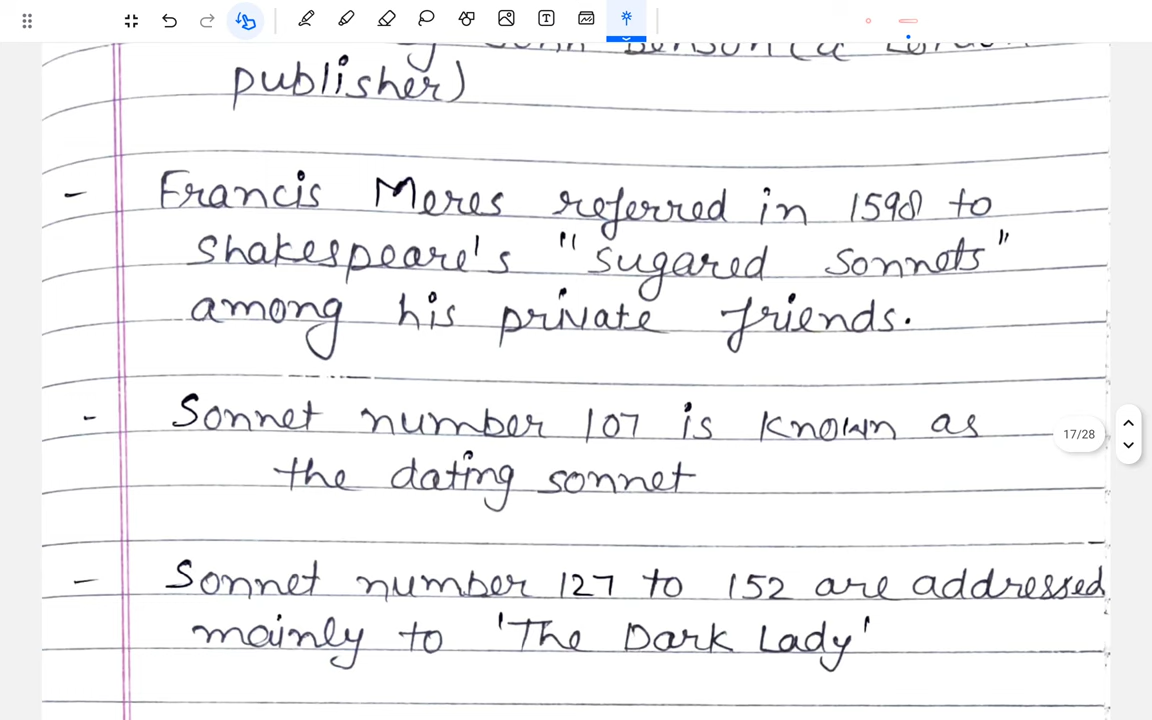 publisher)
- Francis Meres referred in 1598 to
Shakespeare's "sugared sonnets"
among his private friends.
- Sonnet number 107 is known as
the dating sonnet
17/28
- Sonnet number 127 to 152 are addressed
mainly to 'The Dark Lady'